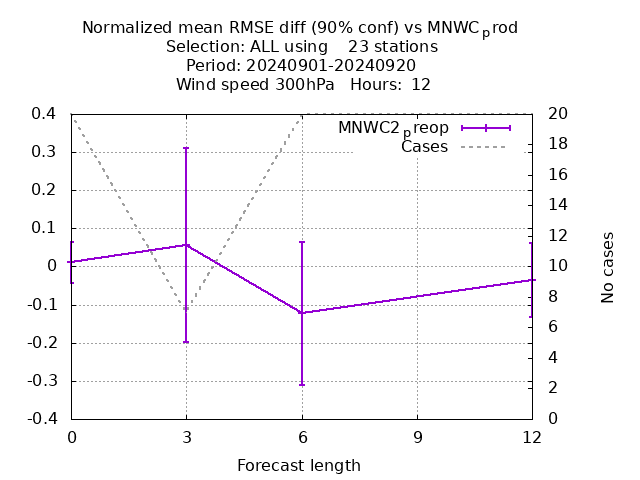 Normalized mean RMSE diff (90% conf) vs MNWCprod
Selection: ALL using 23 stations
Period: 20240901-20240920
Wind speed 300hPa Hours: 12
MNWC2preop
Cases
0.4
0.3
0.2
0.1
0
-0.1
-0.2
-0.3
-0.4
20
18
16
14
12
10
8
6
4
2
0
No cases
0 3 6 9 12
Forecast length